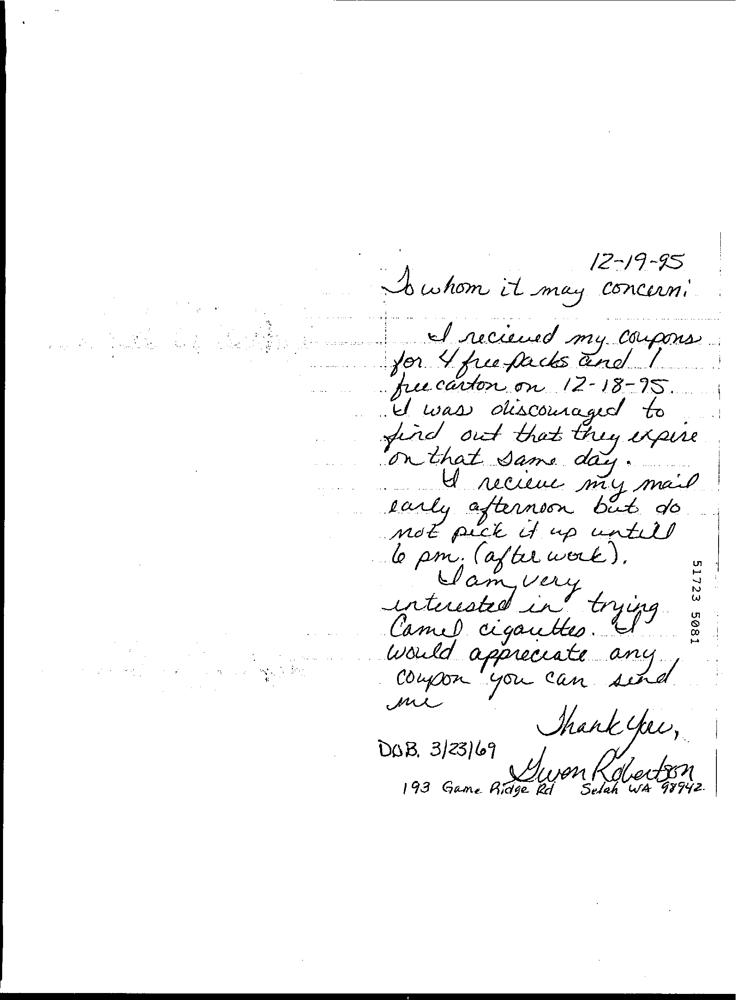 12-19-95
To whom it may concern:
I recieved my coupons
for 4 free packs and 1
free carton on 12-18-95.
I was discouraged to
find out that they expire
on that same day.
I recieve my mail
early afternoon but do
not pick it up untill
6 pm. (after work).
I am very
interested in trying
Camel cigarettes. I
would appreciate any
coupon you can send
me
Thank you,
DOB. 3/23/69
Gwen Robertson
193 Game Ridge Rd Selah WA 98942.
51723 5081